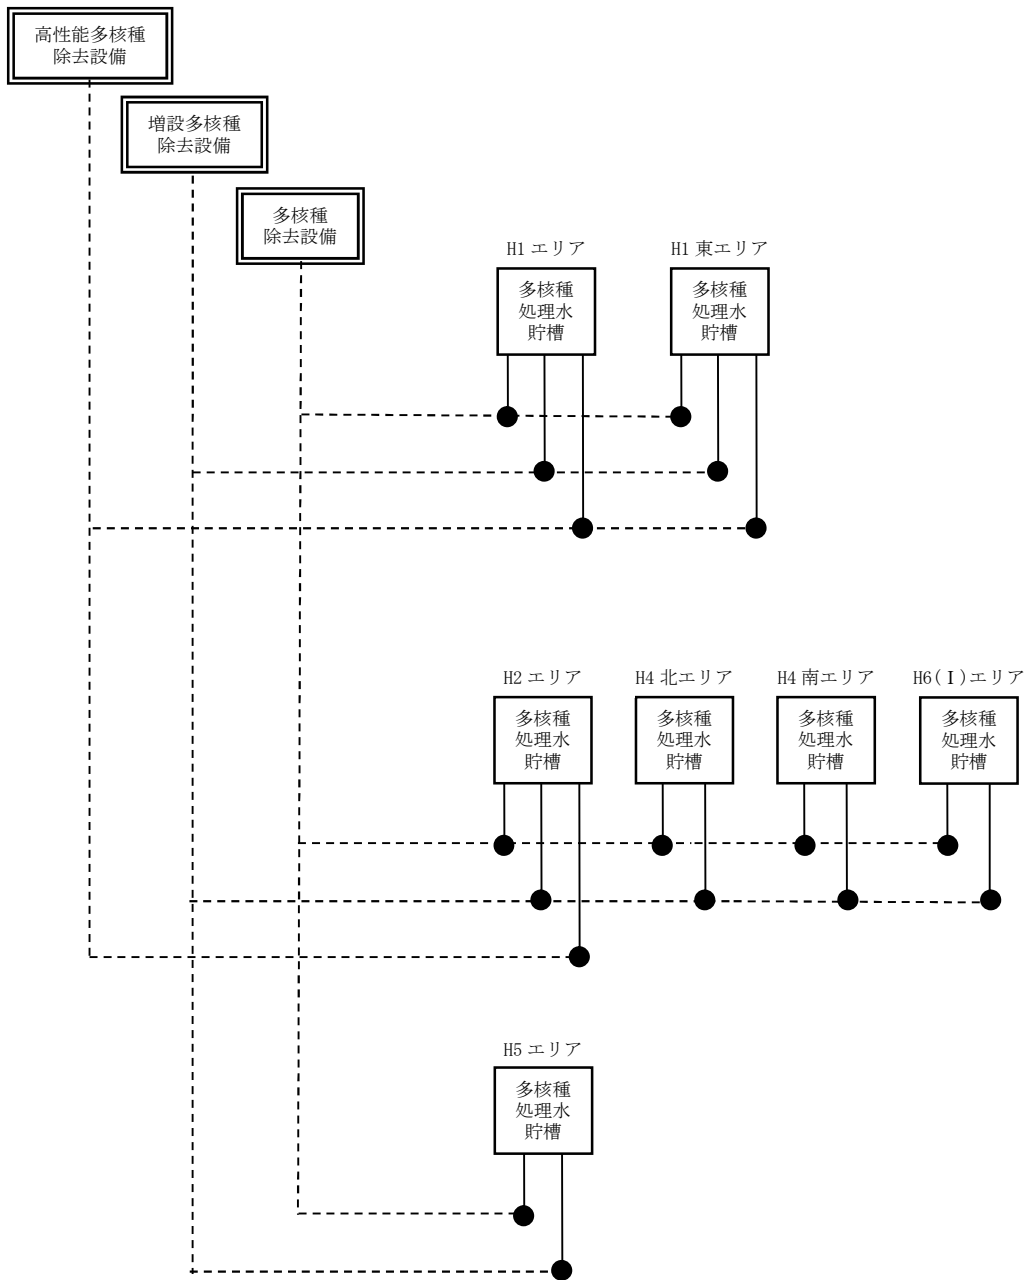 高性能多核種
除去設備
増設多核種
除去設備
多核種
除去設備
H1 エリア
多核種
処理水
貯槽
H1 東エリア
多核種
処理水
貯槽
H2 エリア
多核種
処理水
貯槽
H4 北エリア
多核種
処理水
貯槽
H4 南エリア
多核種
処理水
貯槽
H6(Ⅰ)エリア
多核種
処理水
貯槽
H5 エリア
多核種
処理水
貯槽